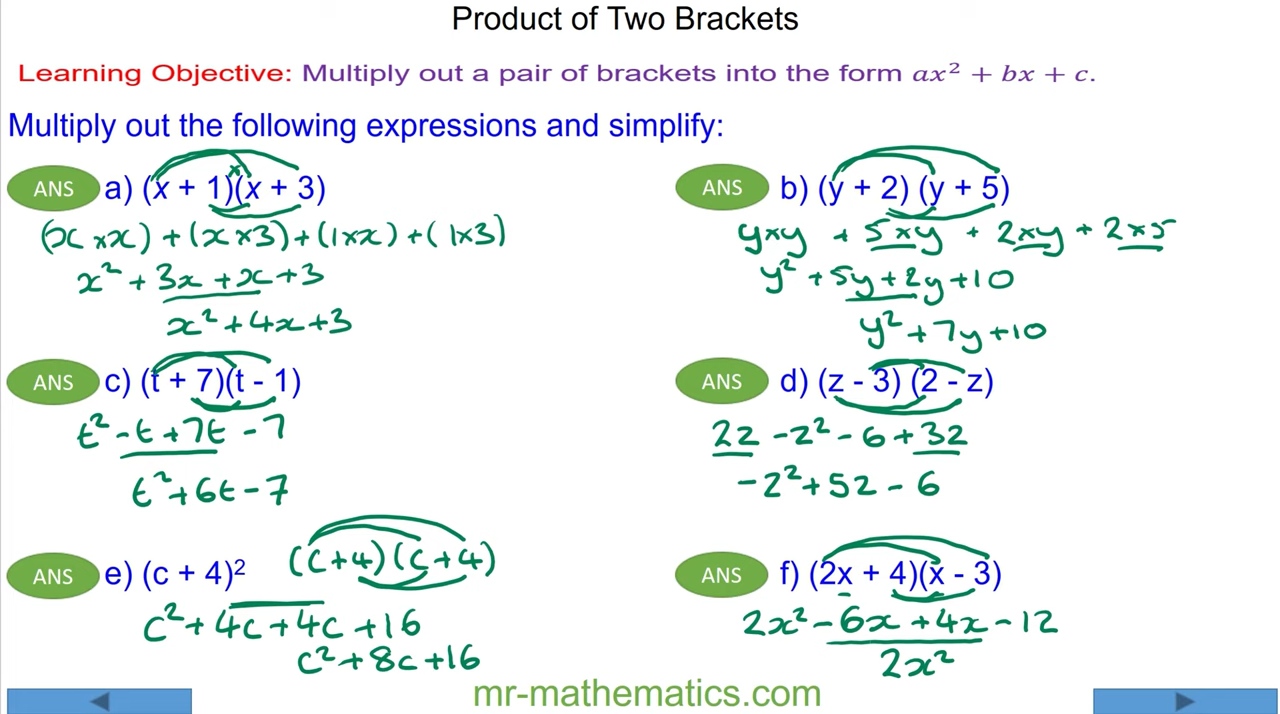 Product of Two Brackets
Learning Objective: Multiply out a pair of brackets into the form ax² + bx + c.
Multiply out the following expressions and simplify:
ANS a) (x + 1)(x + 3)
x
(x × x) + (x × 3) + (1 × x) + (1 × 3)
x² + 3x + x + 3
x² + 4x + 3
ANS b) (y + 2) (y + 5)
y × y + 5 × y + 2 × y + 2 × 5
y² + 5y + 2y + 10
y² + 7y + 10
ANS c) (t + 7)(t - 1)
t² - t + 7t - 7
t² + 6t - 7
ANS d) (z - 3) (2 - z)
2z - z² - 6 + 3z
- z² + 5z - 6
ANS e) (c + 4)² (c + 4)(c + 4)
c² + 4c + 4c + 16
c² + 8c + 16
ANS f) (2x + 4)(x - 3)
2x² - 6x + 4x - 12
2x²
mr-mathematics.com